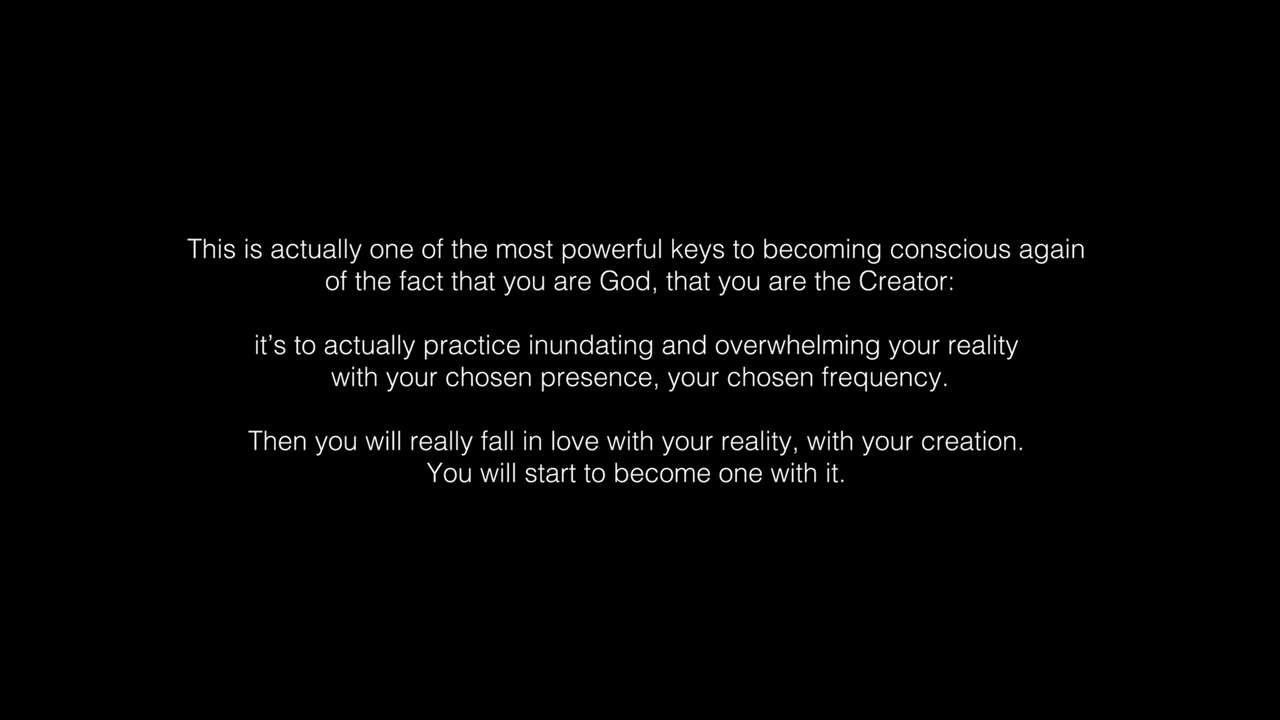 This is actually one of the most powerful keys to becoming conscious again
of the fact that you are God, that you are the Creator:
it's to actually practice inundating and overwhelming your reality
with your chosen presence, your chosen frequency.
Then you will really fall in love with your reality, with your creation.
You will start to become one with it.